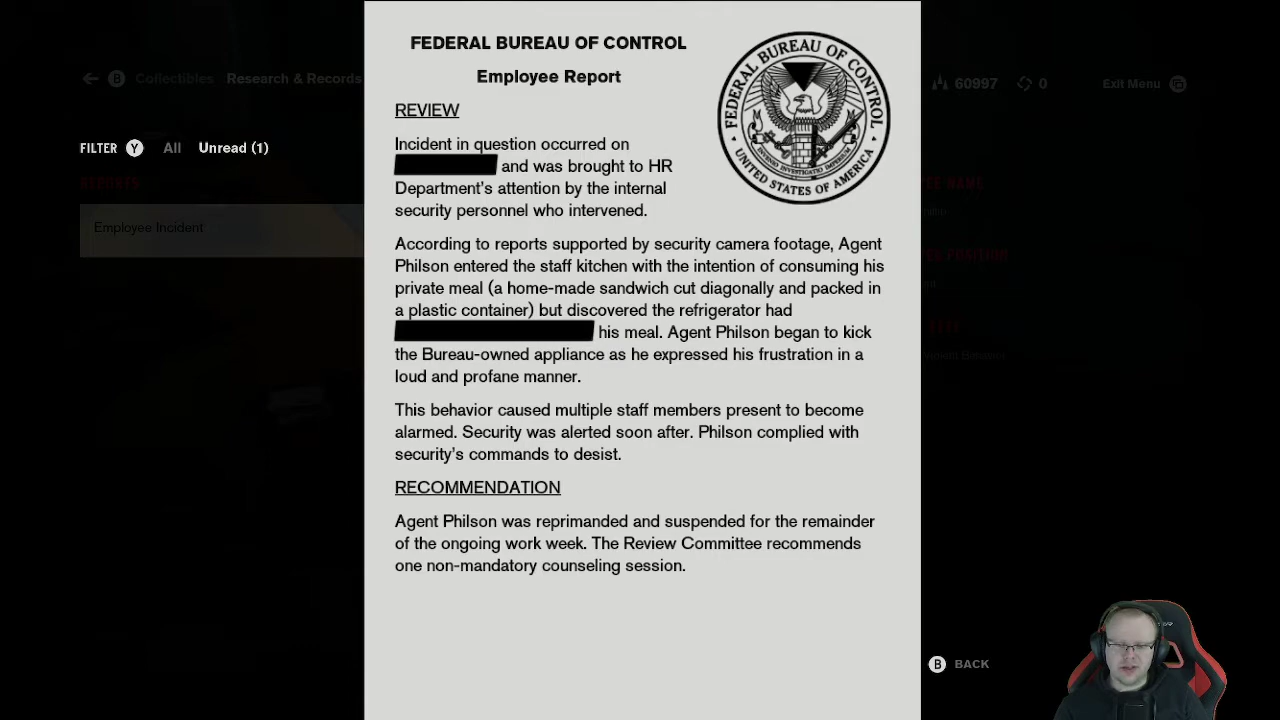 FEDERAL BUREAU OF CONTROL
Employee Report
FEDERAL BUREAU OF CONTROL
UNITED STATES OF AMERICA
B Collectibles Research & Records
60997 0 Exit Menu
REVIEW
FILTER Y All Unread (1)
Incident in question occurred on
and was brought to HR
Department's attention by the internal
security personnel who intervened.
REPORTS
Employee Incident
According to reports supported by security camera footage, Agent
Philson entered the staff kitchen with the intention of consuming his
private meal (a home-made sandwich cut diagonally and packed in
a plastic container) but discovered the refrigerator had
his meal. Agent Philson began to kick
the Bureau-owned appliance as he expressed his frustration in a
loud and profane manner.
This behavior caused multiple staff members present to become
alarmed. Security was alerted soon after. Philson complied with
security's commands to desist.
RECOMMENDATION
Agent Philson was reprimanded and suspended for the remainder
of the ongoing work week. The Review Committee recommends
one non-mandatory counseling session.
B BACK